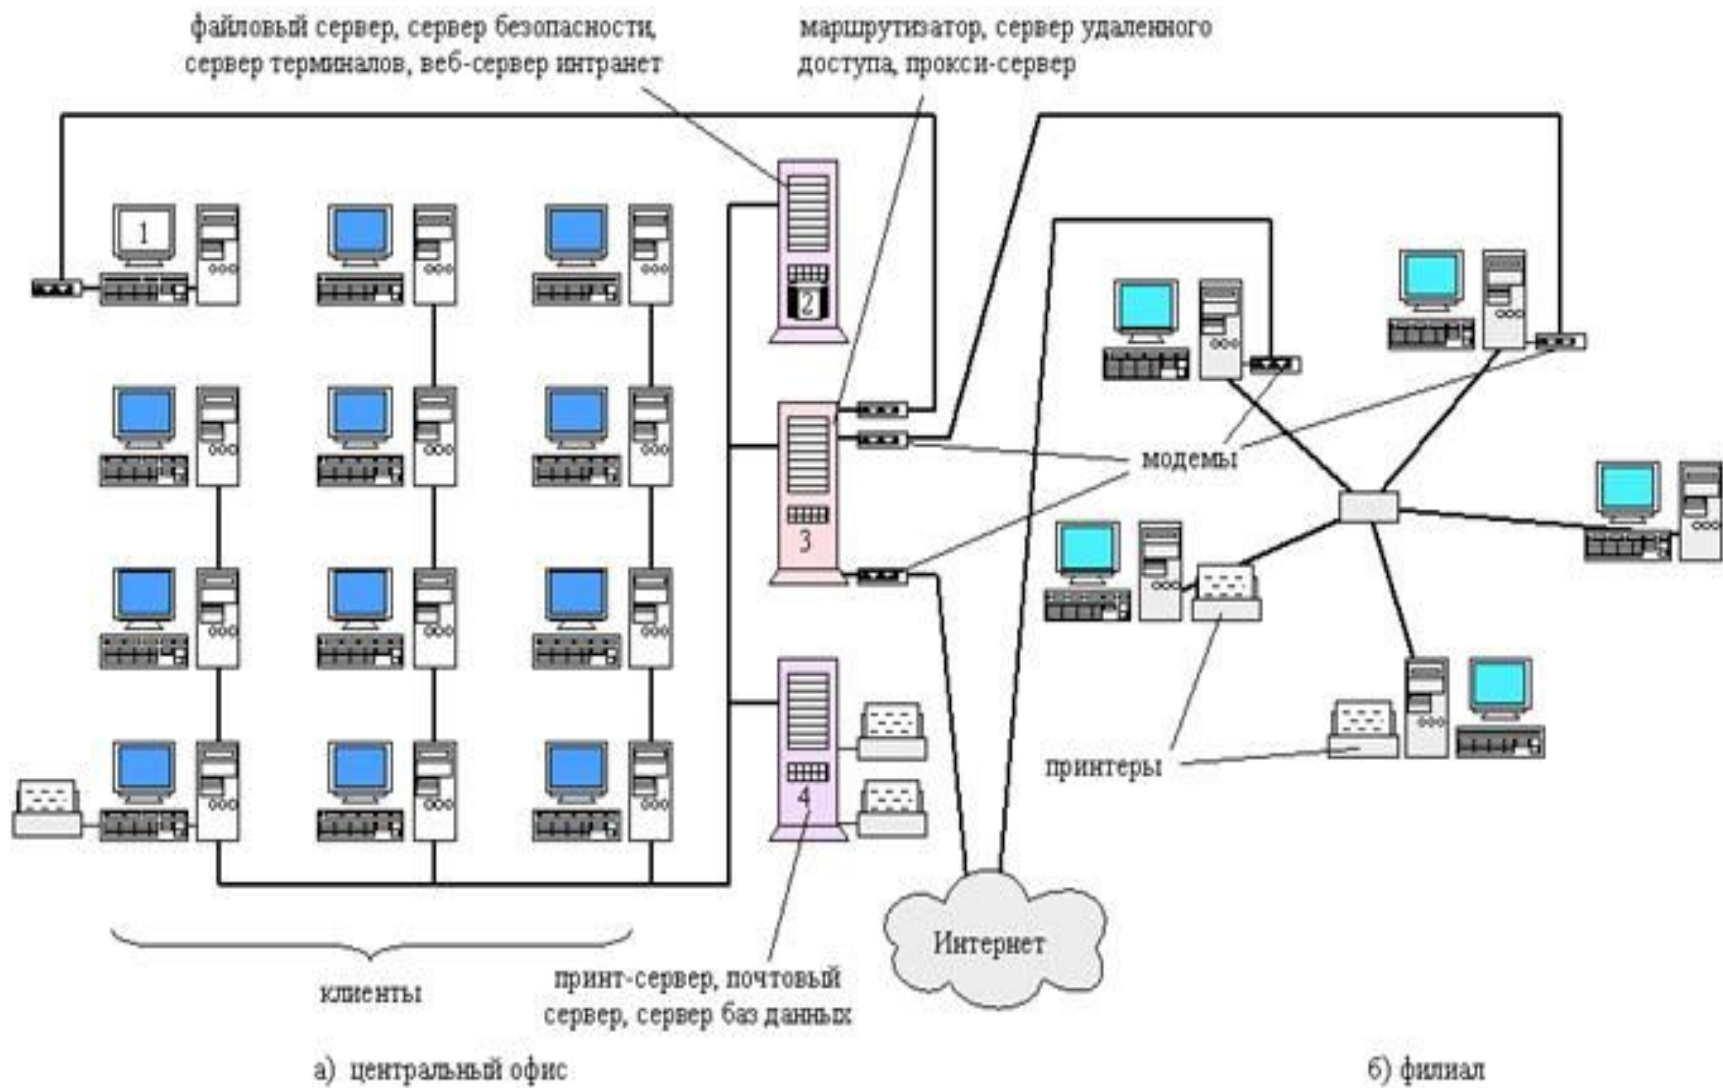 файловый сервер, сервер безопасности,
сервер терминалов, веб-сервер интранет
маршрутизатор, сервер удаленного
доступа, прокси-сервер
1
2
3
модемы
принтеры
4
Интернет
клиенты
принт-сервер, почтовый
сервер, сервер баз данных
а) центральный офис
б) филиал